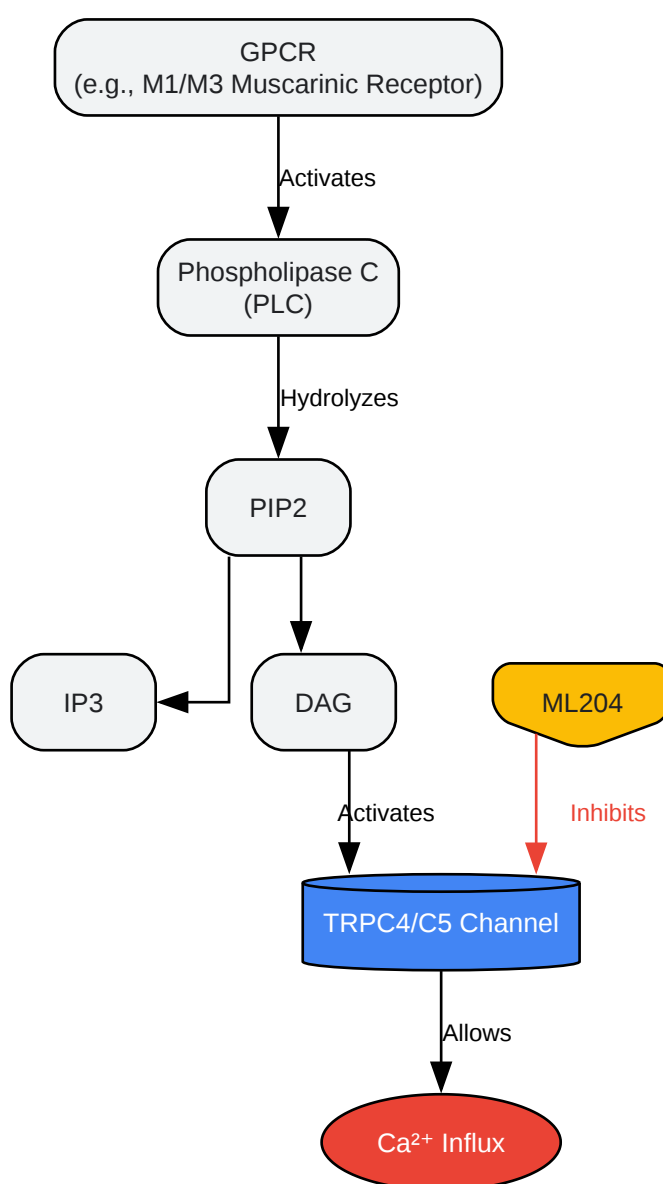 GPCR
(e.g., M1/M3 Muscarinic Receptor)
Activates
Phospholipase C
(PLC)
Hydrolyzes
PIP2
IP3
DAG
ML204
Activates
Inhibits
TRPC4/C5 Channel
Allows
Ca²⁺ Influx